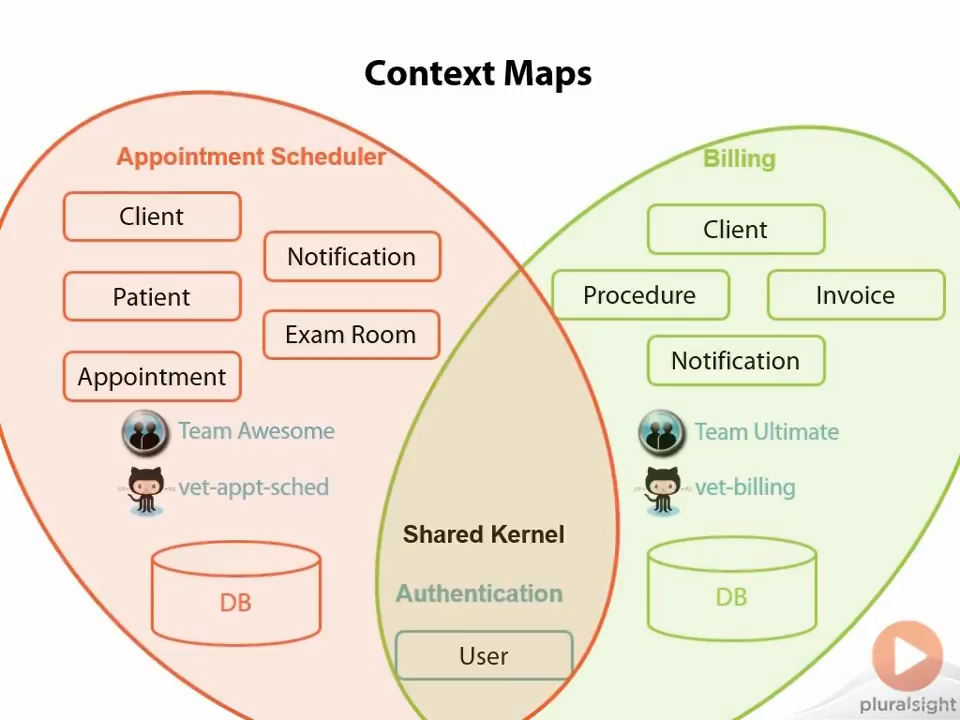 Context Maps
Appointment Scheduler
Client
Notification
Patient
Exam Room
Appointment
Team Awesome
vet-appt-sched
DB
Billing
Client
Procedure
Invoice
Notification
Team Ultimate
vet-billing
DB
Shared Kernel
Authentication
User
pluralsight